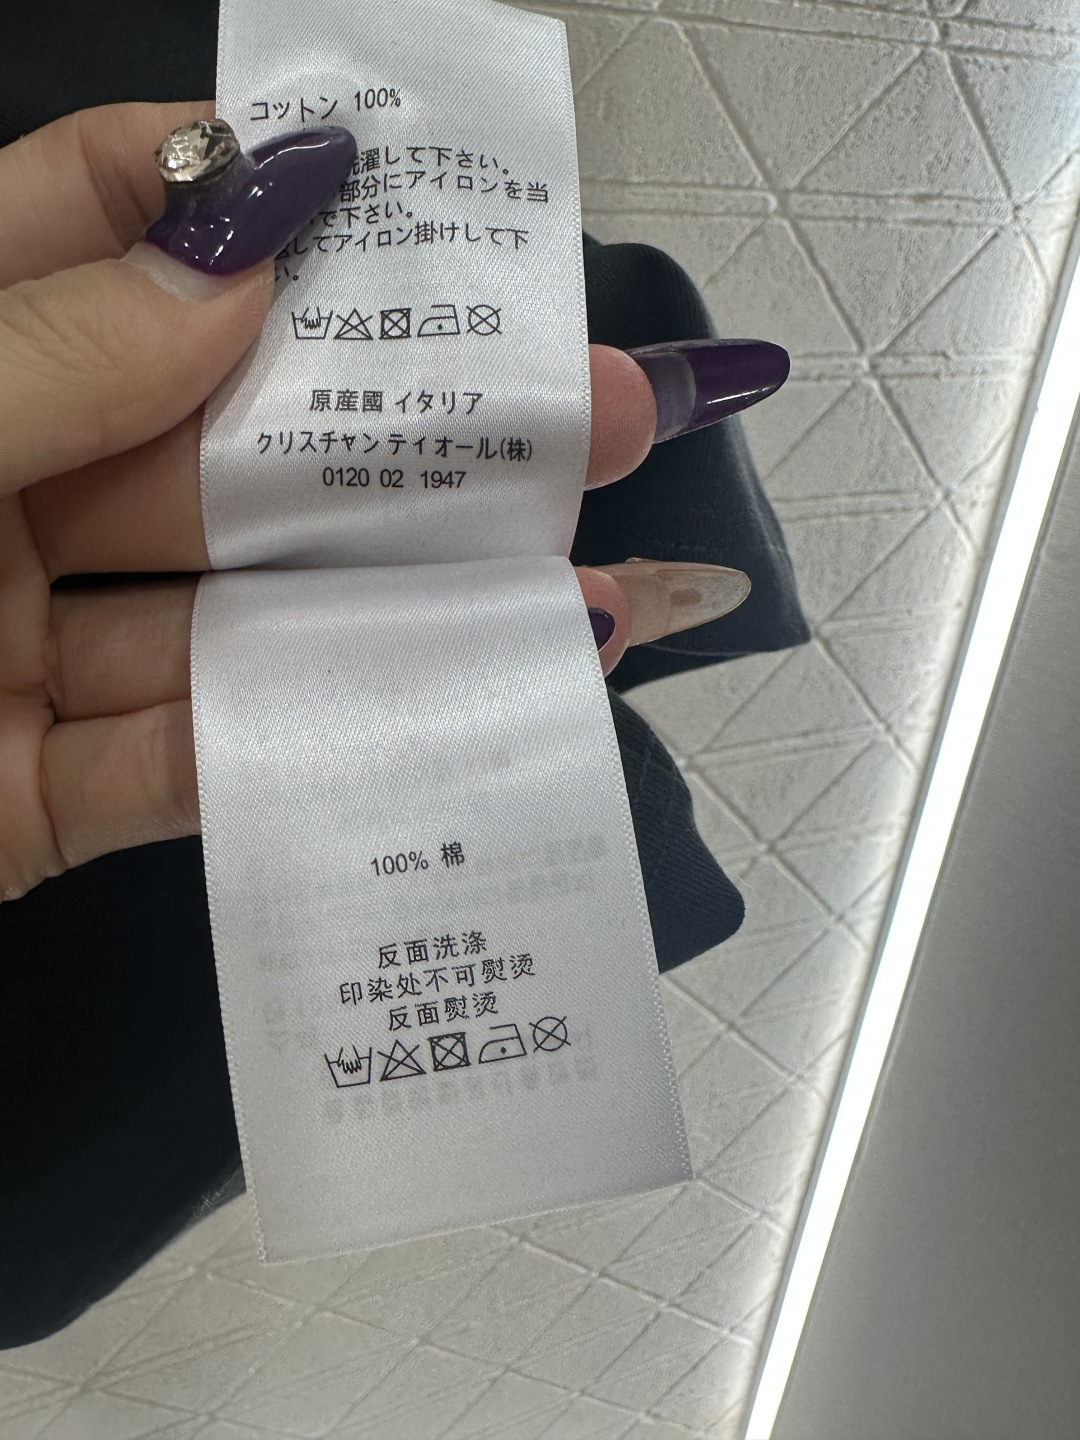 コットン 100%
洗濯して下さい。
部分にアイロンを当
で下さい。
返してアイロン掛けして下
い。
原産國 イタリア
クリスチャン ディオール(株)
0120 02 1947
100% 棉
反面洗涤
印染处不可熨烫
反面熨烫